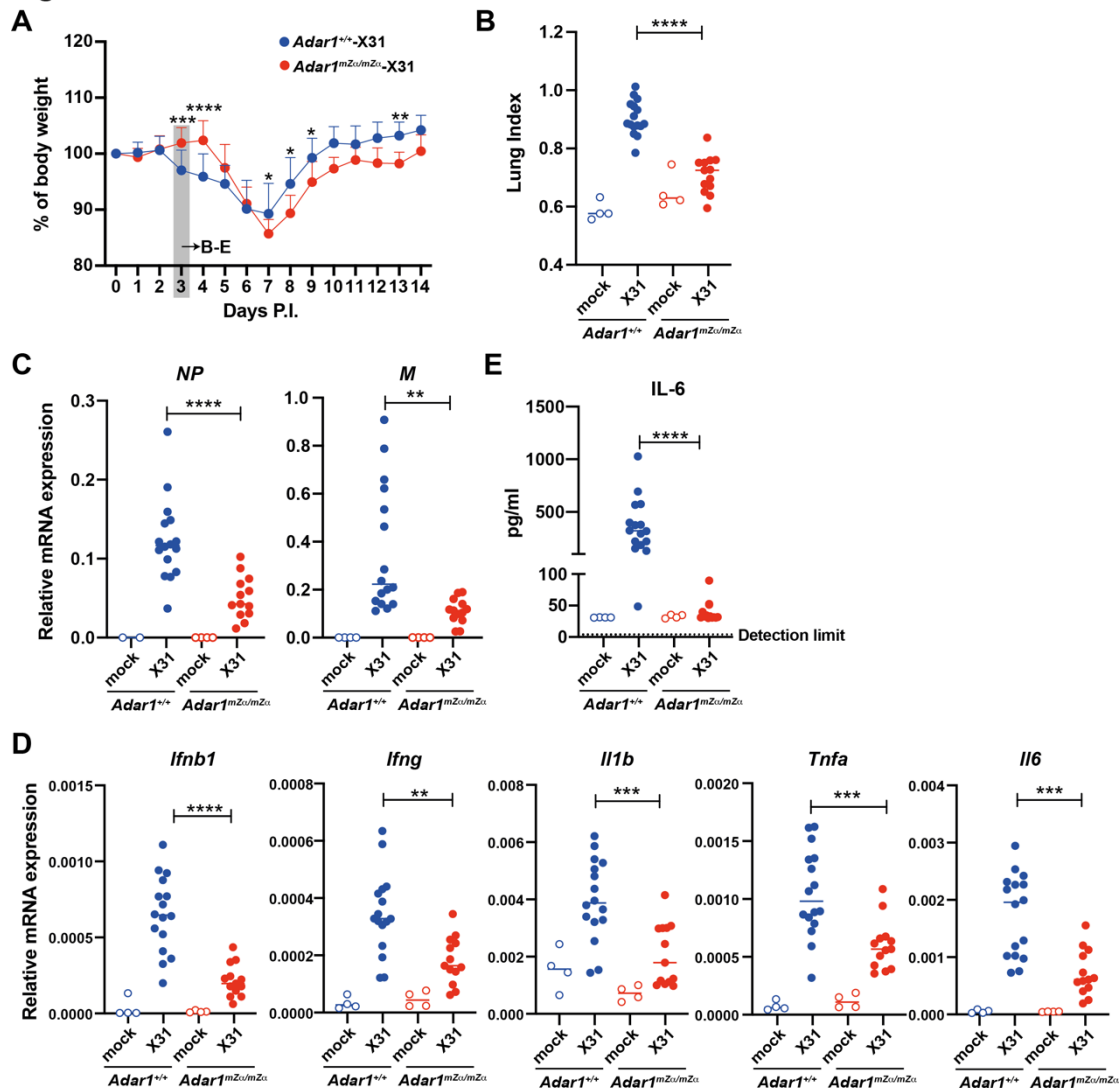 A
120
110
100
90
80
% of body weight
Adar1+/+-X31
Adar1mZα/mZα-X31
***
****
*
*
*
**
→B-E
0 1 2 3 4 5 6 7 8 9 10 11 12 13 14
Days P.I.
B
****
1.2
1.0
0.8
0.6
0.4
Lung Index
mock X31 mock X31
Adar1+/+ Adar1mZα/mZα
C
NP
****
0.3
0.2
0.1
0.0
Relative mRNA expression
mock X31 mock X31
Adar1+/+ Adar1mZα/mZα
M
**
1.0
0.8
0.6
0.4
0.2
0.0
mock X31 mock X31
Adar1+/+ Adar1mZα/mZα
E
IL-6
****
1500
1000
500
100
50
0
pg/ml
Detection limit
mock X31 mock X31
Adar1+/+ Adar1mZα/mZα
D
Ifnb1
****
0.0015
0.0010
0.0005
0.0000
Relative mRNA expression
mock X31 mock X31
Adar1+/+ Adar1mZα/mZα
Ifng
**
0.0008
0.0006
0.0004
0.0002
0.0000
mock X31 mock X31
Adar1+/+ Adar1mZα/mZα
Il1b
***
0.008
0.006
0.004
0.002
0.000
mock X31 mock X31
Adar1+/+ Adar1mZα/mZα
Tnfa
***
0.0020
0.0015
0.0010
0.0005
0.0000
mock X31 mock X31
Adar1+/+ Adar1mZα/mZα
Il6
***
0.004
0.003
0.002
0.001
0.000
mock X31 mock X31
Adar1+/+ Adar1mZα/mZα